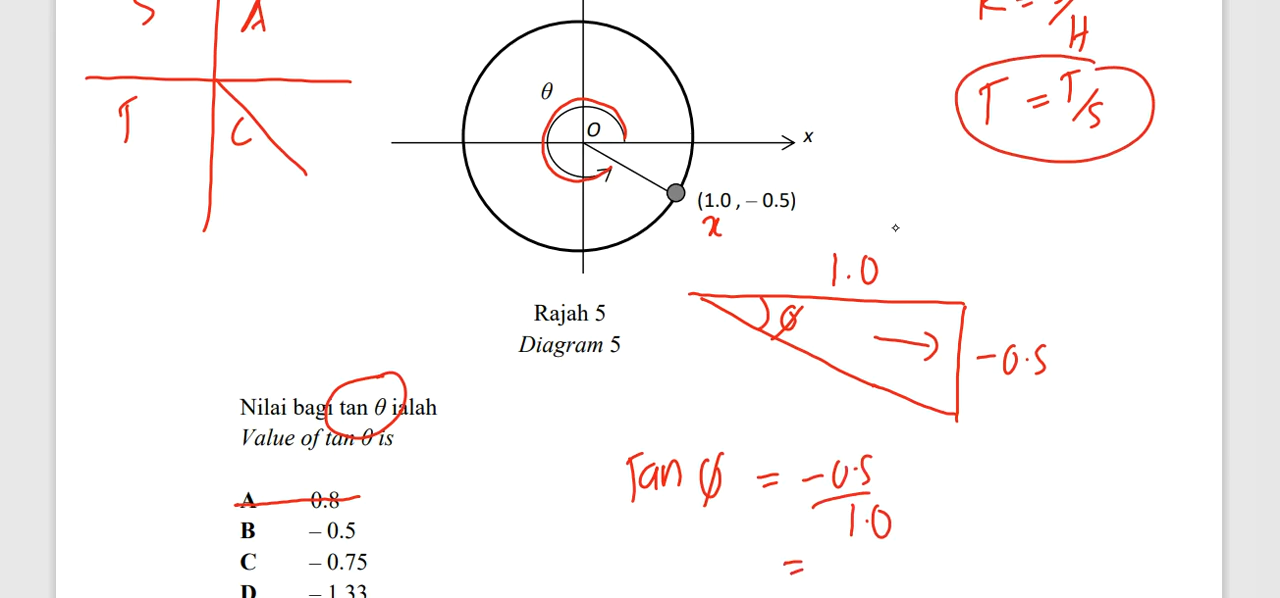 S A
T C
T = T/S
θ
O
x
(1.0 , – 0.5)
x
1.0
ϕ
-0.5
Rajah 5
Diagram 5
Nilai bagi tan θ ialah
Value of tan θ is
A 0.8
B – 0.5
C – 0.75
D – 1.33
Tan ϕ = -0.5
1.0
=